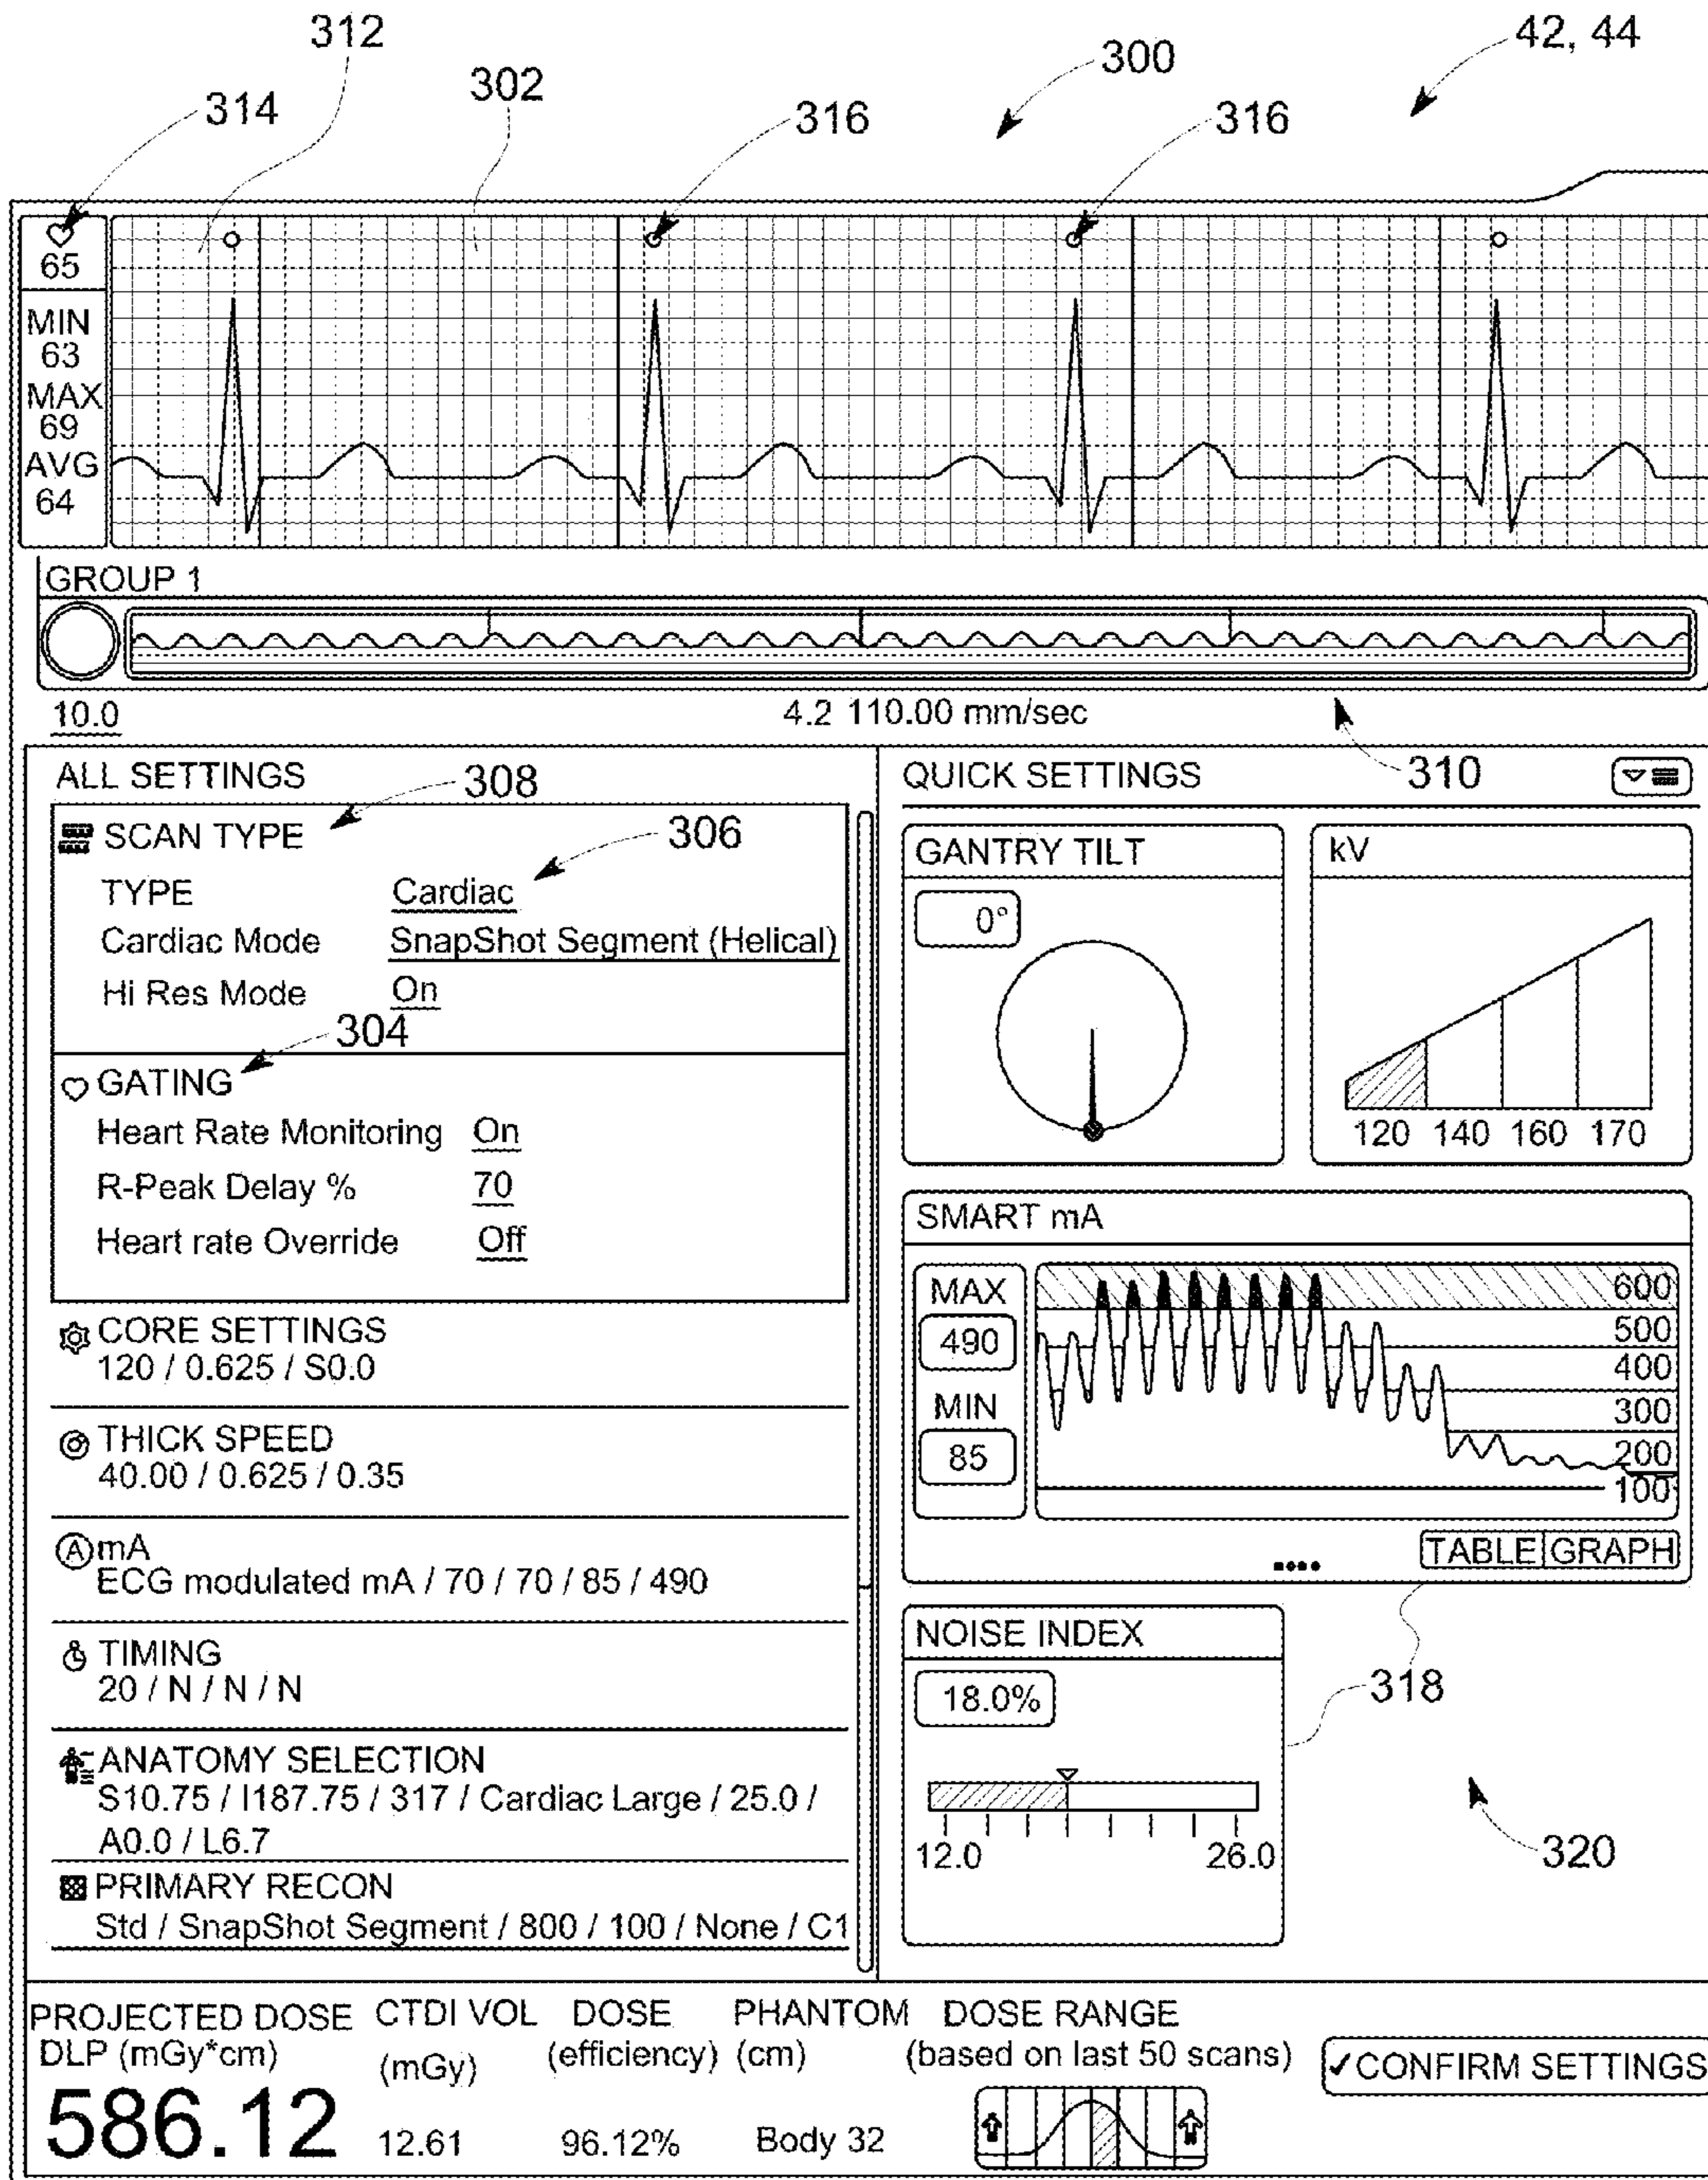 312
42, 44
300
314
302
316
316
65
MIN
63
MAX
69
AVG
64
GROUP 1
10.0
4.2 110.00 mm/sec
310
ALL SETTINGS
308
SCAN TYPE
306
TYPE Cardiac
Cardiac Mode SnapShot Segment (Helical)
Hi Res Mode On
304
GATING
Heart Rate Monitoring On
R-Peak Delay % 70
Heart rate Override Off
CORE SETTINGS
120 / 0.625 / S0.0
THICK SPEED
40.00 / 0.625 / 0.35
A mA
ECG modulated mA / 70 / 70 / 85 / 490
TIMING
20 / N / N / N
ANATOMY SELECTION
S10.75 / I187.75 / 317 / Cardiac Large / 25.0 /
A0.0 / L6.7
PRIMARY RECON
Std / SnapShot Segment / 800 / 100 / None / C1
QUICK SETTINGS
GANTRY TILT
0°
kV
120 140 160 170
SMART mA
MAX
490
MIN
85
600
500
400
300
200
100
TABLE GRAPH
318
NOISE INDEX
18.0%
12.0 26.0
320
PROJECTED DOSE CTDI VOL DOSE PHANTOM DOSE RANGE
DLP (mGy*cm) (mGy) (efficiency) (cm) (based on last 50 scans)
✓CONFIRM SETTINGS
586.12 12.61 96.12% Body 32